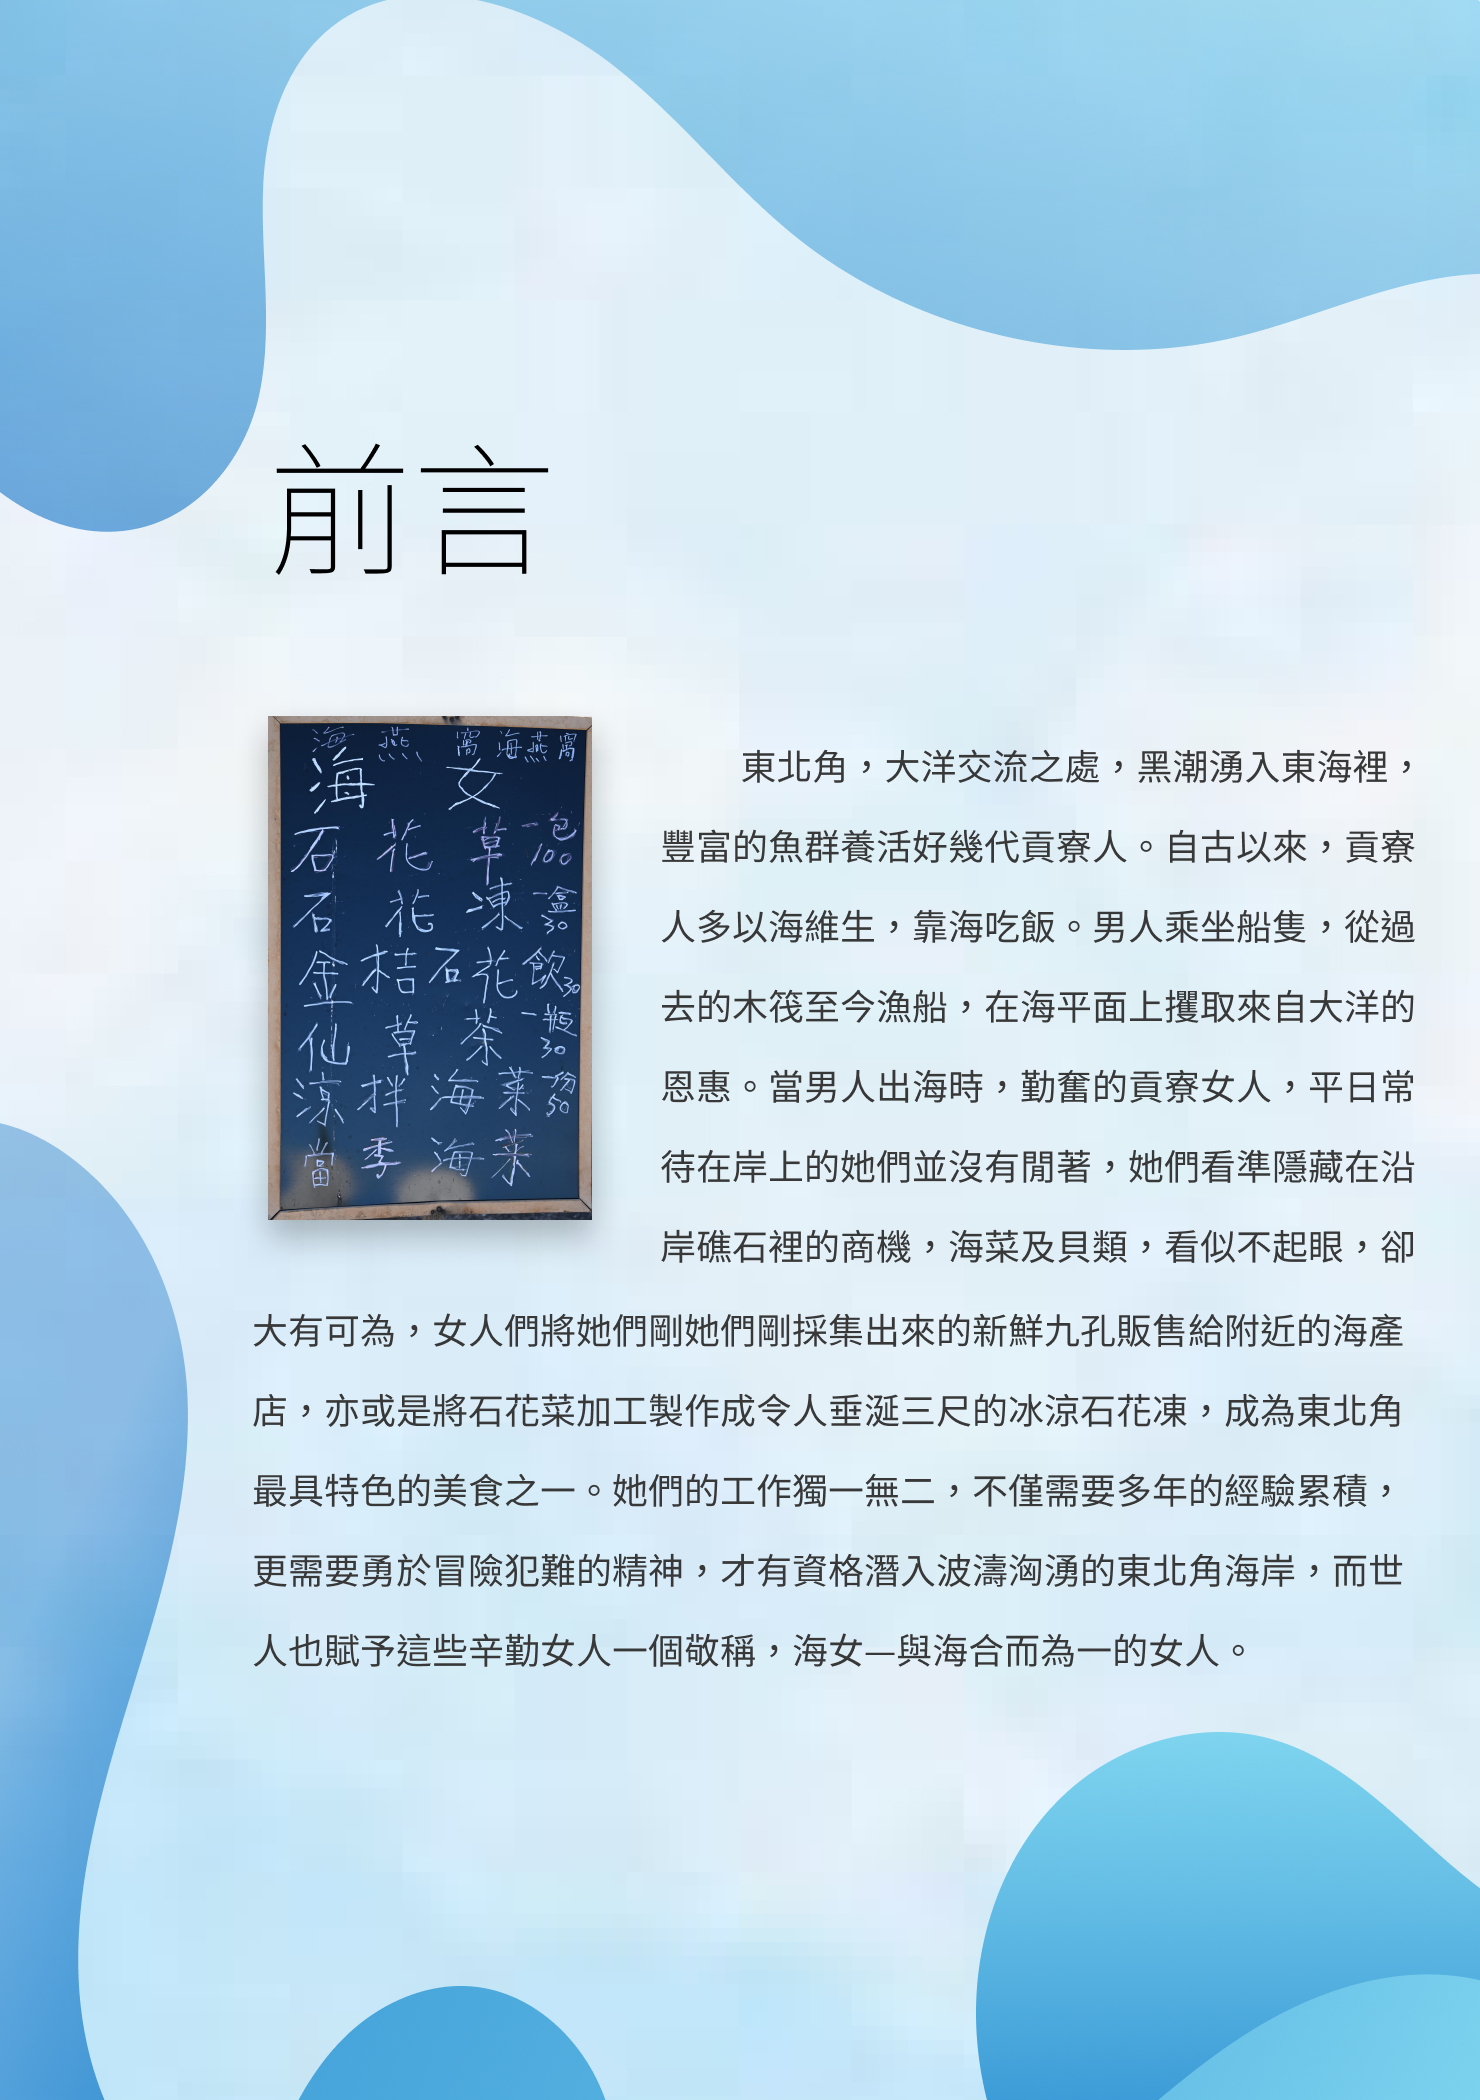 前言
海 燕 窩 海燕窩
海 女
石 花 草 一包100
石 花 凍 一盒30
金桔石花飲30
仙 草 茶 一瓶30
涼拌海菜一份50
當季海菜
東北角，大洋交流之處，黑潮湧入東海裡，
豐富的魚群養活好幾代貢寮人。自古以來，貢寮
人多以海維生，靠海吃飯。男人乘坐船隻，從過
去的木筏至今漁船，在海平面上攫取來自大洋的
恩惠。當男人出海時，勤奮的貢寮女人，平日常
待在岸上的她們並沒有閒著，她們看準隱藏在沿
岸礁石裡的商機，海菜及貝類，看似不起眼，卻
大有可為，女人們將她們剛她們剛採集出來的新鮮九孔販售給附近的海產
店，亦或是將石花菜加工製作成令人垂涎三尺的冰涼石花凍，成為東北角
最具特色的美食之一。她們的工作獨一無二，不僅需要多年的經驗累積，
更需要勇於冒險犯難的精神，才有資格潛入波濤洶湧的東北角海岸，而世
人也賦予這些辛勤女人一個敬稱，海女—與海合而為一的女人。